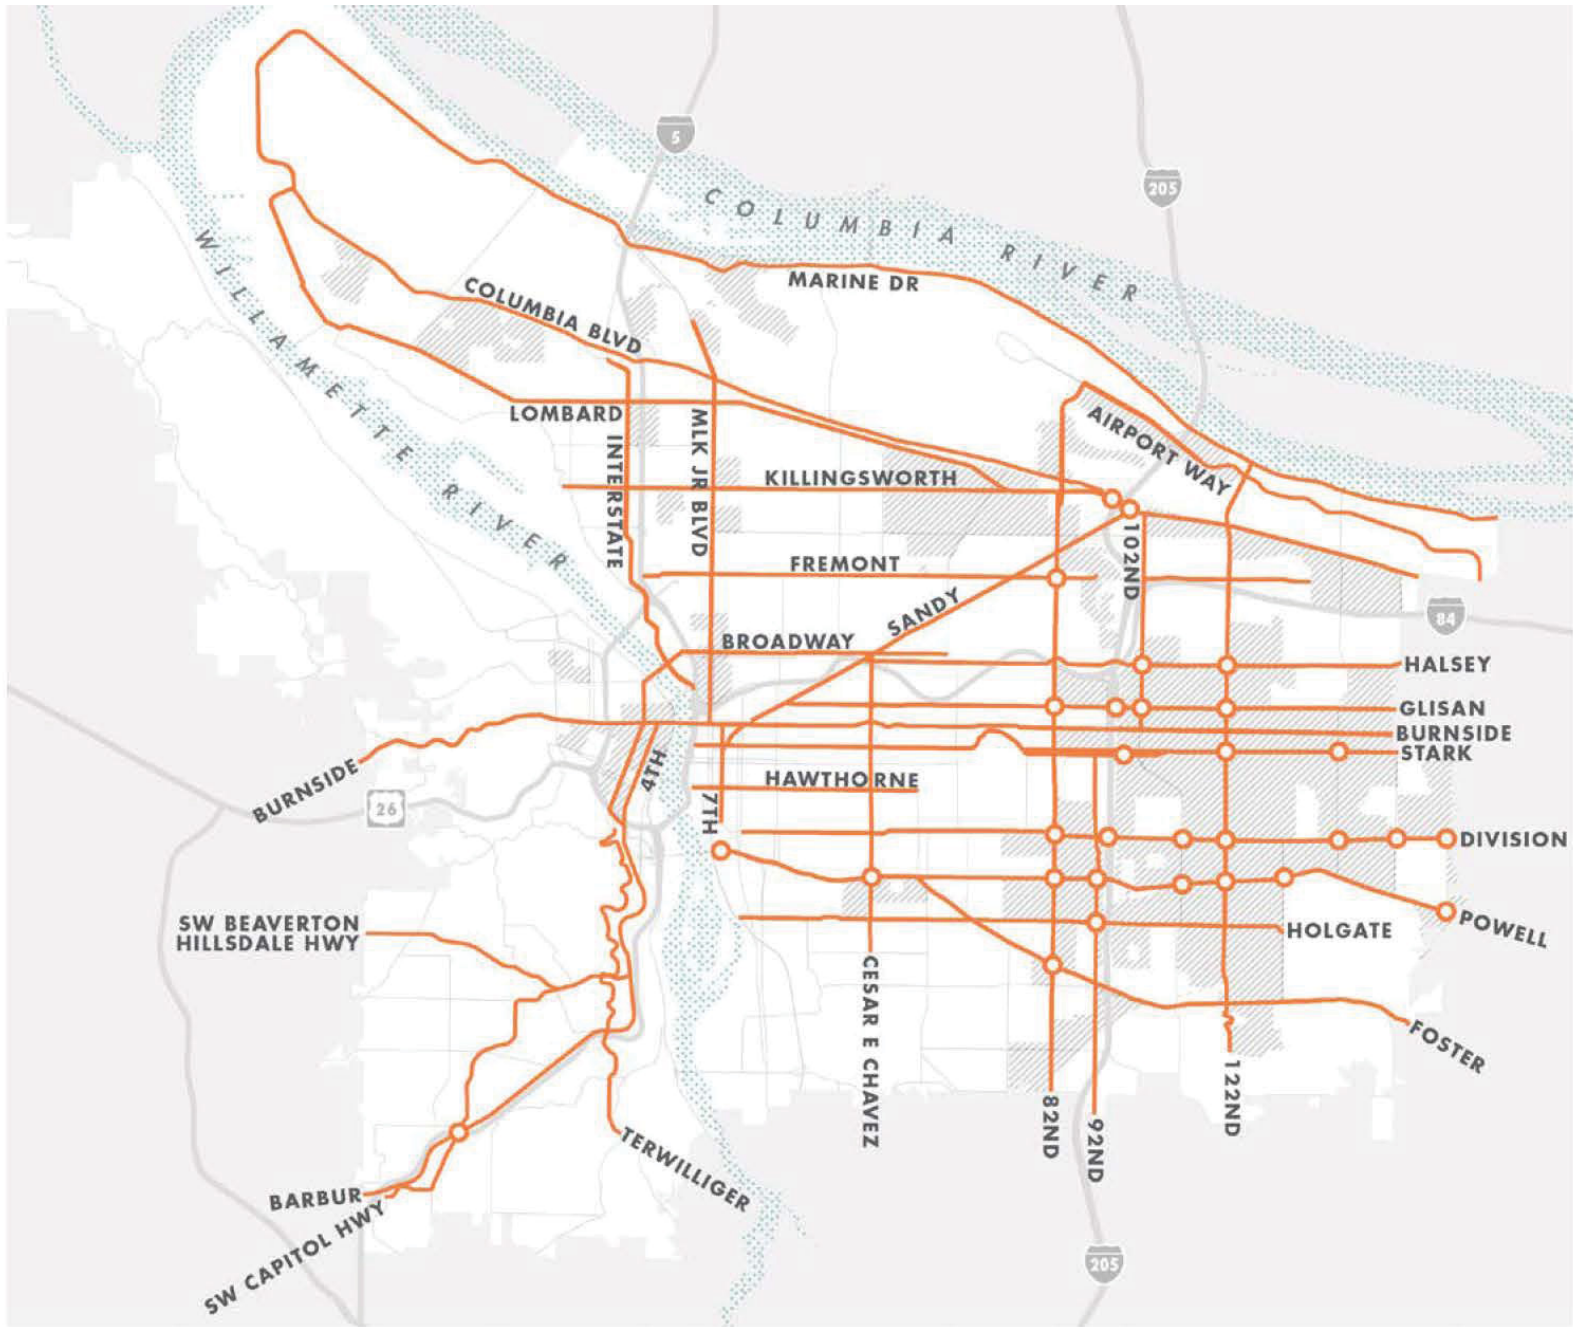 5
205
COLUMBIA RIVER
WILLAMETTE RIVER
MARINE DR
COLUMBIA BLVD
LOMBARD
INTERSTATE
MLK JR BLVD
AIRPORT WAY
KILLINGSWORTH
102ND
FREMONT
SANDY
84
BROADWAY
HALSEY
GLISAN
BURNSIDE
STARK
BURNSIDE
26
4TH
HAWTHORNE
7TH
DIVISION
SW BEAVERTON
HILLSDALE HWY
POWELL
HOLGATE
CESAR E CHAVEZ
FOSTER
82ND
92ND
122ND
TERWILLIGER
BARBUR
SW CAPITOL HWY
205